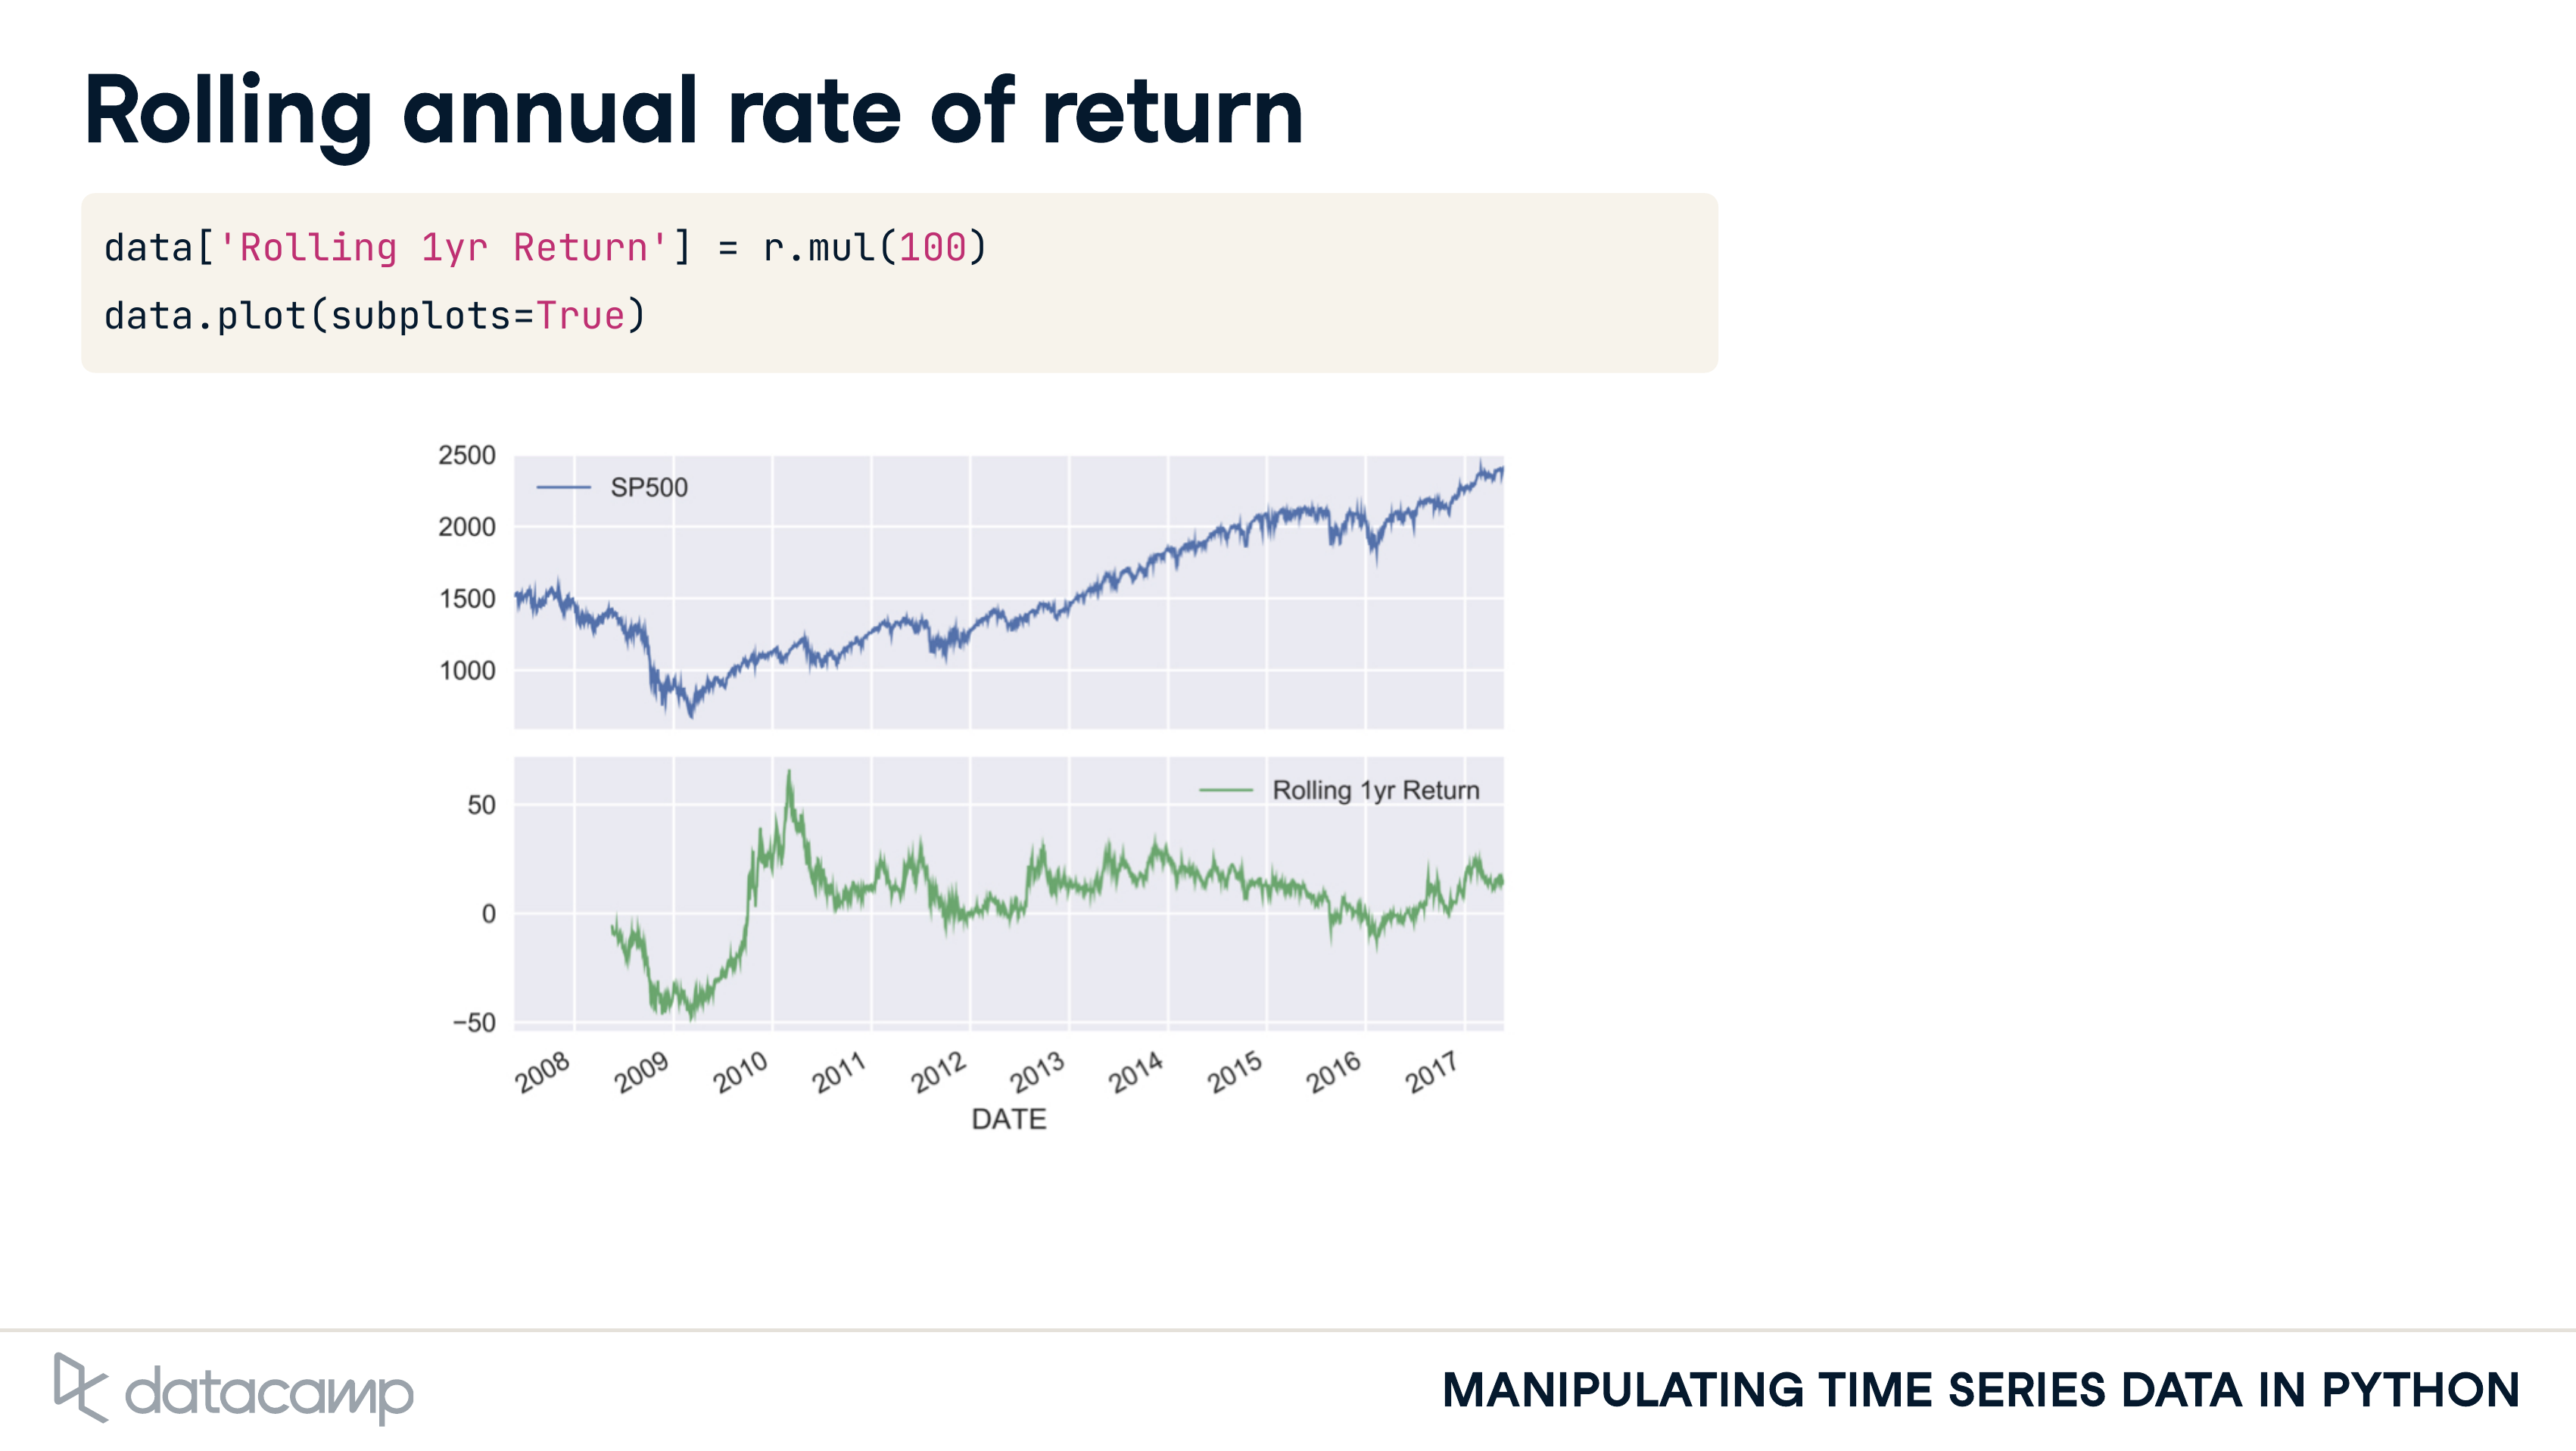 Rolling annual rate of return
data['Rolling 1yr Return'] = r.mul(100)
data.plot(subplots=True)
2500
SP500
2000
1500
1000
50
Rolling 1yr Return
0
−50
2008 2009 2010 2011 2012 2013 2014 2015 2016 2017
DATE
datacamp
MANIPULATING TIME SERIES DATA IN PYTHON